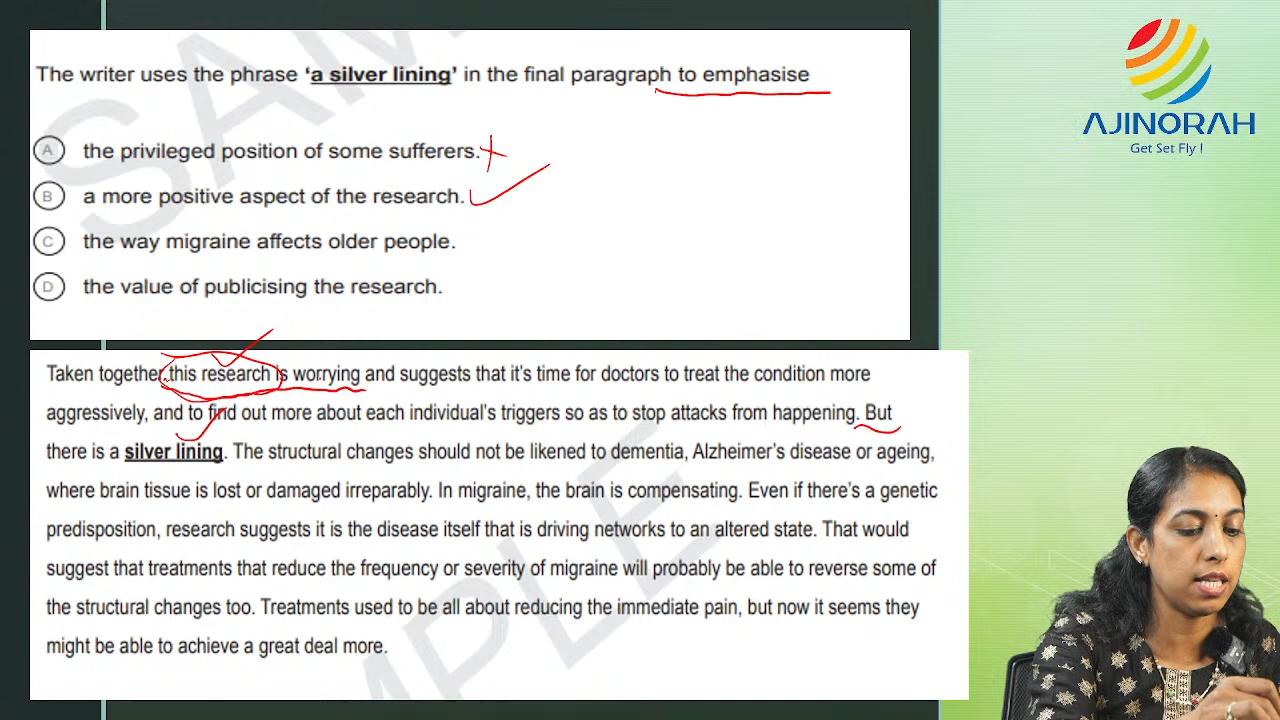 The writer uses the phrase ‘a silver lining’ in the final paragraph to emphasise
A the privileged position of some sufferers.
B a more positive aspect of the research.
C the way migraine affects older people.
D the value of publicising the research.
Taken together this research is worrying and suggests that it's time for doctors to treat the condition more
aggressively, and to find out more about each individual's triggers so as to stop attacks from happening. But
there is a silver lining. The structural changes should not be likened to dementia, Alzheimer's disease or ageing,
where brain tissue is lost or damaged irreparably. In migraine, the brain is compensating. Even if there's a genetic
predisposition, research suggests it is the disease itself that is driving networks to an altered state. That would
suggest that treatments that reduce the frequency or severity of migraine will probably be able to reverse some of
the structural changes too. Treatments used to be all about reducing the immediate pain, but now it seems they
might be able to achieve a great deal more.
AJINORAH
Get Set Fly !